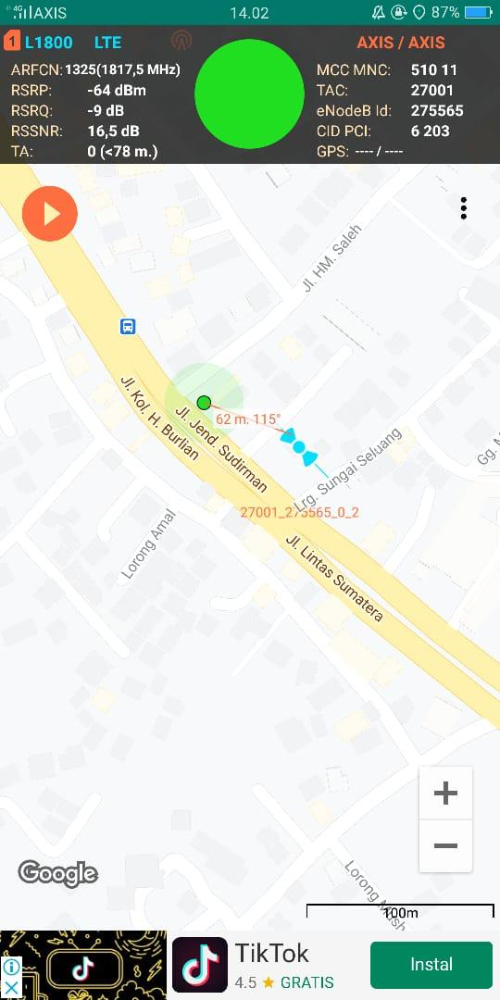 4G AXIS 14.02 87%
1 L1800 LTE AXIS / AXIS
ARFCN: 1325(1817,5 MHz) MCC MNC: 510 11
RSRP: -64 dBm TAC: 27001
RSRQ: -9 dB eNodeB Id: 275565
RSSNR: 16,5 dB CID PCI: 6 203
TA: 0 (<78 m.) GPS: ---- / ----
Jl. HM. Saleh
Jl. Kol. H. Burlian
Jl. Jend. Sudirman
62 m. 115°
Lrg. Sungai Seluang
Gg.
27001_275565_0_2
Lorong Amal
Jl. Lintas Sumatera
+
−
Google
Lorong
100m
TikTok
4.5 ★ GRATIS
Instal